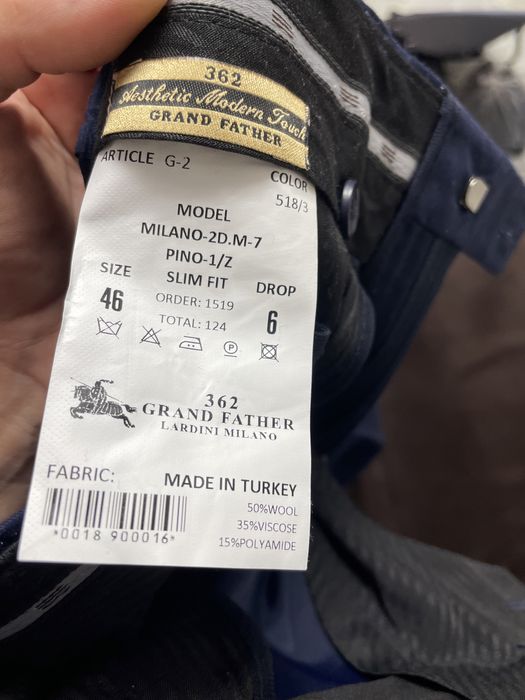 362
Aesthetic Modern Touch
GRAND FATHER
ARTICLE G-2
COLOR
518/3
MODEL
MILANO-2D.M-7
PINO-1/Z
SLIM FIT
SIZE
46
ORDER: 1519
TOTAL: 124
DROP
6
P
362
GRAND FATHER
LARDINI MILANO
FABRIC:
MADE IN TURKEY
50%WOOL
35%VISCOSE
15%POLYAMIDE
*0018 900016*